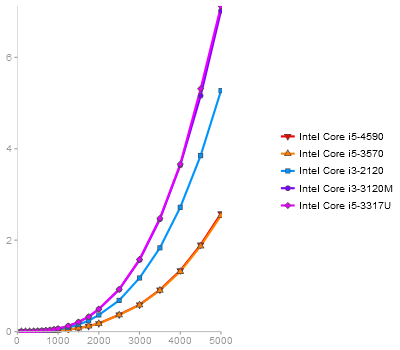 6
4
2
0
0
1000
2000
3000
4000
5000
Intel Core i5-4590
Intel Core i5-3570
Intel Core i3-2120
Intel Core i3-3120M
Intel Core i5-3317U